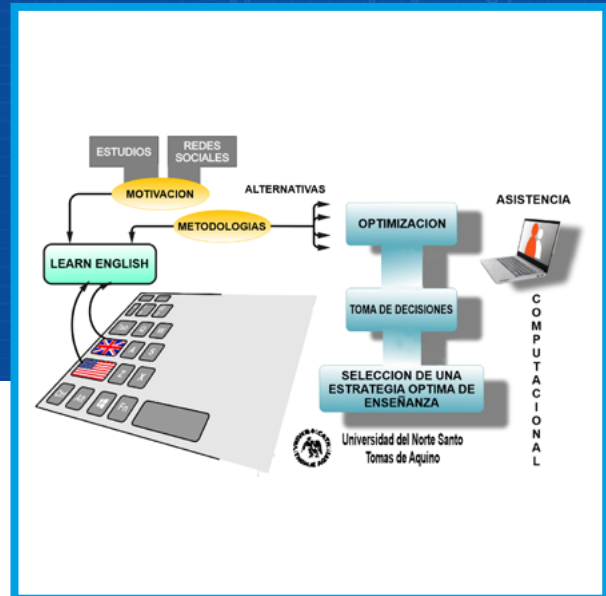 ESTUDIOS
REDES
SOCIALES
MOTIVACION
ALTERNATIVAS
METODOLOGIAS
LEARN ENGLISH
OPTIMIZACION
TOMA DE DECISIONES
SELECCION DE UNA
ESTRATEGIA OPTIMA DE
ENSEÑANZA
ASISTENCIA
COMPUTACIONAL
Universidad del Norte Santo
Tomas de Aquino